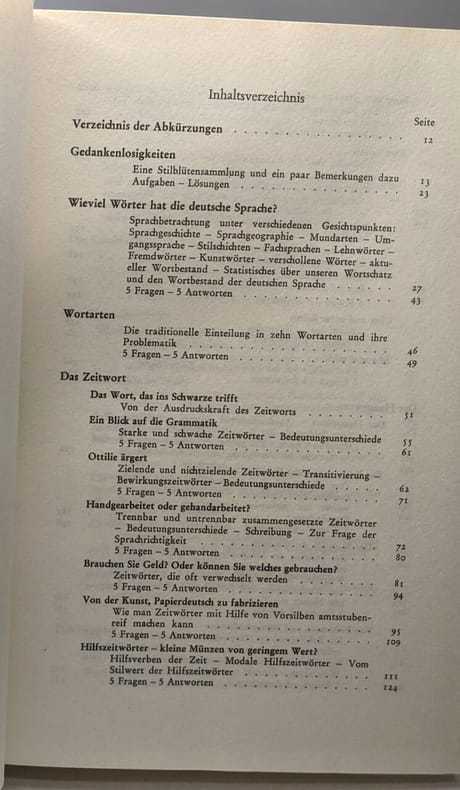 Inhaltsverzeichnis
Seite
Verzeichnis der Abkürzungen . . . . . . . . . . . . . . . . 12
Gedankenlosigkeiten
Eine Stilblütensammlung und ein paar Bemerkungen dazu 13
Aufgaben – Lösungen . . . . . . . . . . . . . . 23
Wieviel Wörter hat die deutsche Sprache?
Sprachbetrachtung unter verschiedenen Gesichtspunkten:
Sprachgeschichte – Sprachgeographie – Mundarten – Um-
gangssprache – Stilschichten – Fachsprachen – Lehnwörter –
Fremdwörter – Kunstwörter – verschollene Wörter – aktu-
eller Wortbestand – Statistisches über unseren Wortschatz
und den Wortbestand der deutschen Sprache . . . . . . 27
5 Fragen – 5 Antworten . . . . . . . . . . . . . 43
Wortarten
Die traditionelle Einteilung in zehn Wortarten und ihre
Problematik . . . . . . . . . . . . . . . . . 46
5 Fragen – 5 Antworten . . . . . . . . . . . . . 49
Das Zeitwort
Das Wort, das ins Schwarze trifft
Von der Ausdruckskraft des Zeitworts . . . . . . . 51
Ein Blick auf die Grammatik
Starke und schwache Zeitwörter – Bedeutungsunterschiede 55
5 Fragen – 5 Antworten . . . . . . . . . . . . . 61
Ottilie ärgert
Zielende und nichtzielende Zeitwörter – Transitivierung –
Bewirkungszeitwörter – Bedeutungsunterschiede . . . . . 62
5 Fragen – 5 Antworten . . . . . . . . . . . . . 71
Handgearbeitet oder gehandarbeitet?
Trennbar und untrennbar zusammengesetzte Zeitwörter
– Bedeutungsunterschiede – Schreibung – Zur Frage der
Sprachrichtigkeit . . . . . . . . . . . . . . . 72
5 Fragen – 5 Antworten . . . . . . . . . . . . . 80
Brauchen Sie Geld? Oder können Sie welches gebrauchen?
Zeitwörter, die oft verwechselt werden . . . . . . . 81
5 Fragen – 5 Antworten . . . . . . . . . . . . . 94
Von der Kunst, Papierdeutsch zu fabrizieren
Wie man Zeitwörter mit Hilfe von Vorsilben amtsstuben-
reif machen kann . . . . . . . . . . . . . . . 95
5 Fragen – 5 Antworten . . . . . . . . . . . . . 109
Hilfszeitwörter – kleine Münzen von geringem Wert?
Hilfsverben der Zeit – Modale Hilfszeitwörter – Vom
Stilwert der Hilfszeitwörter . . . . . . . . . . . 111
5 Fragen – 5 Antworten . . . . . . . . . . . . . 124